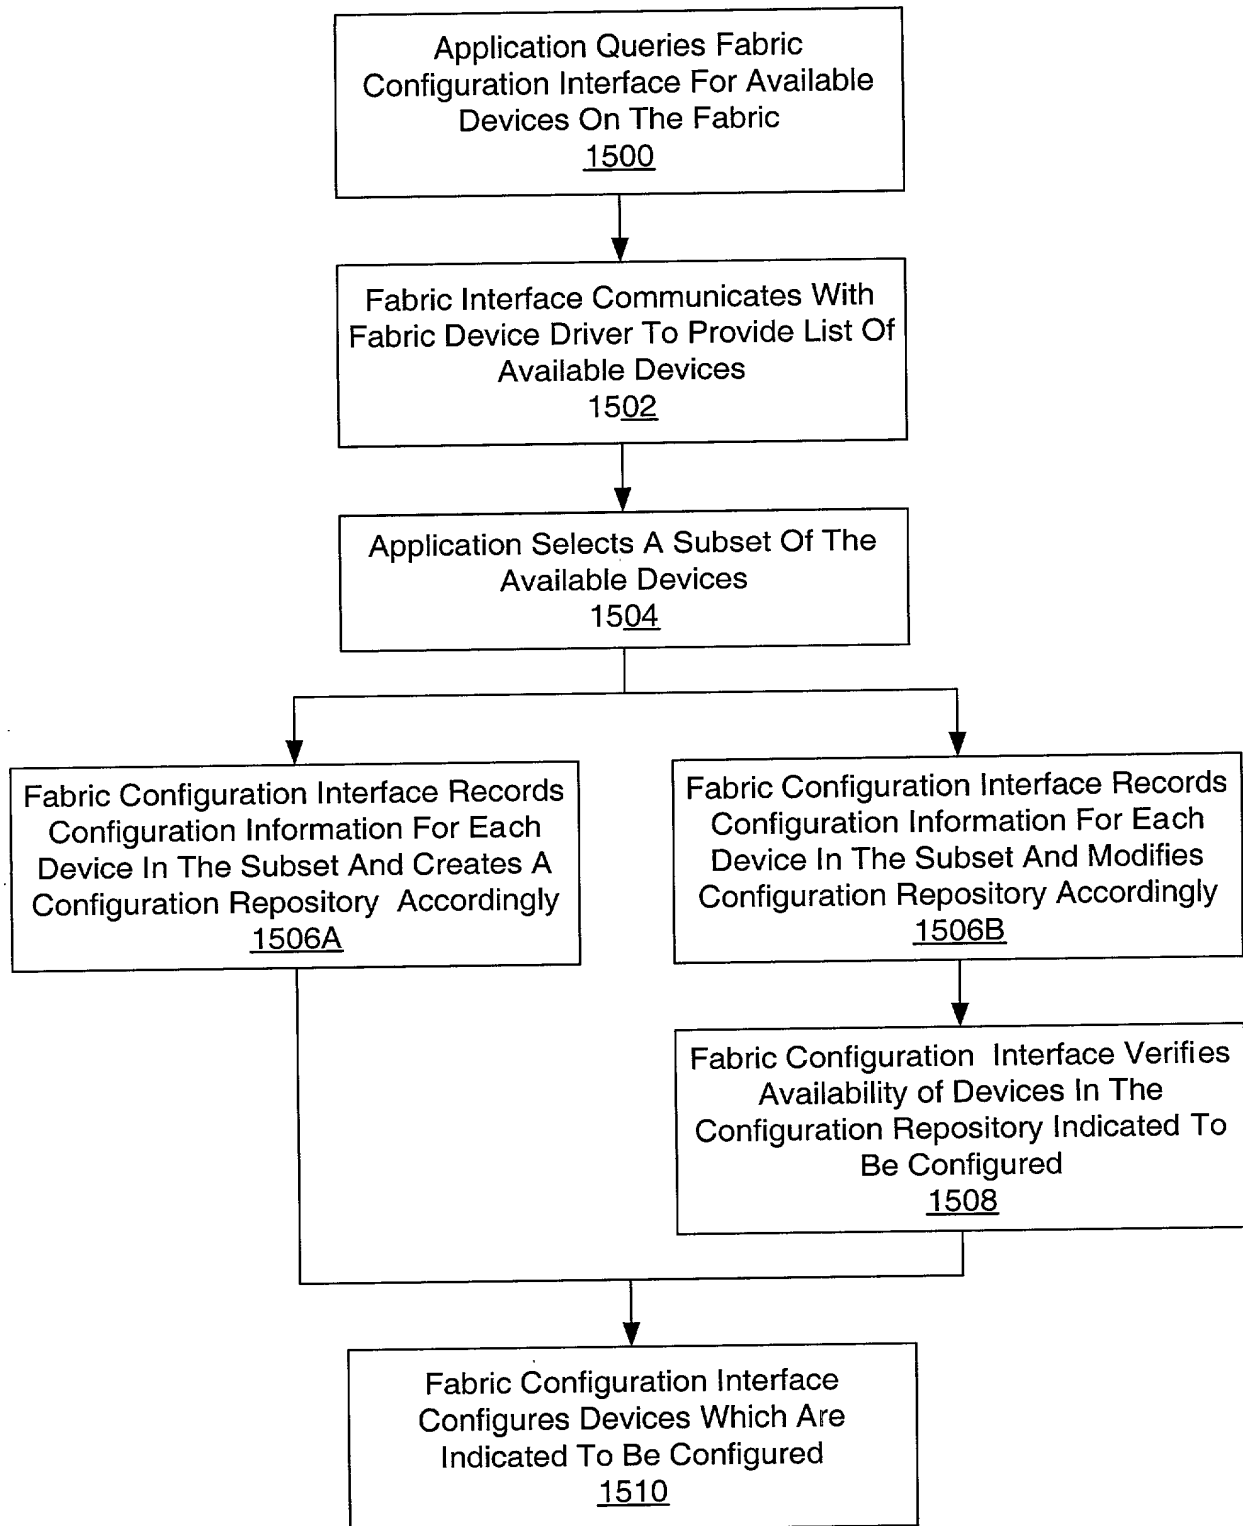 Application Queries Fabric
Configuration Interface For Available
Devices On The Fabric
1500
Fabric Interface Communicates With
Fabric Device Driver To Provide List Of
Available Devices
1502
Application Selects A Subset Of The
Available Devices
1504
Fabric Configuration Interface Records
Configuration Information For Each
Device In The Subset And Creates A
Configuration Repository Accordingly
1506A
Fabric Configuration Interface Records
Configuration Information For Each
Device In The Subset And Modifies
Configuration Repository Accordingly
1506B
Fabric Configuration Interface Verifies
Availability of Devices In The
Configuration Repository Indicated To
Be Configured
1508
Fabric Configuration Interface
Configures Devices Which Are
Indicated To Be Configured
1510